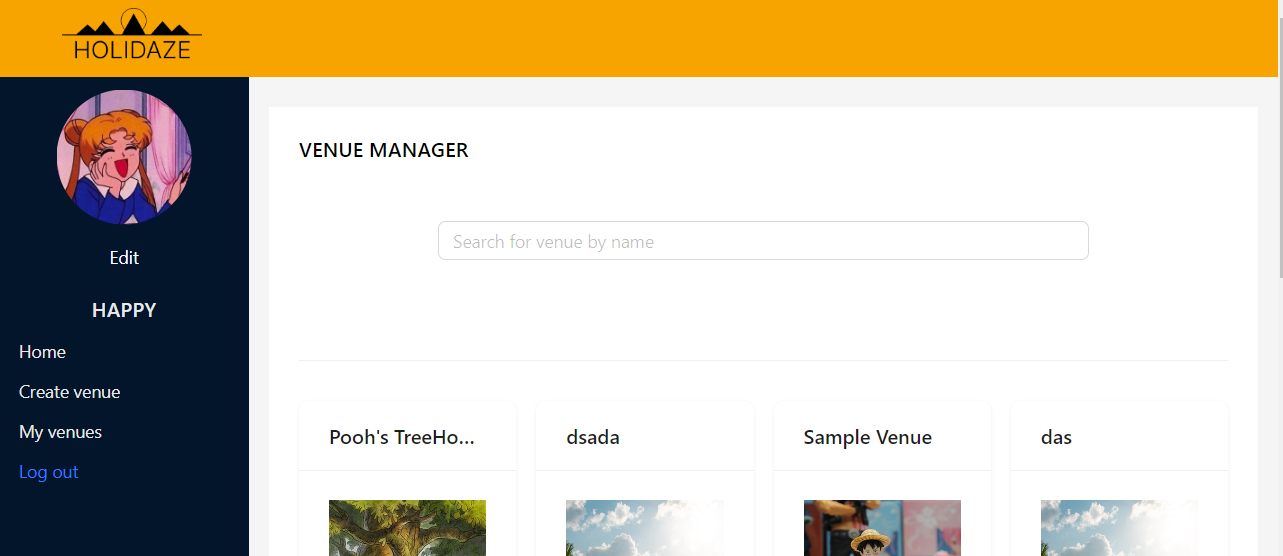 HOLIDAZE
Edit
HAPPY
Home
Create venue
My venues
Log out
VENUE MANAGER
Search for venue by name
Pooh's TreeHo...
dsada
Sample Venue
das